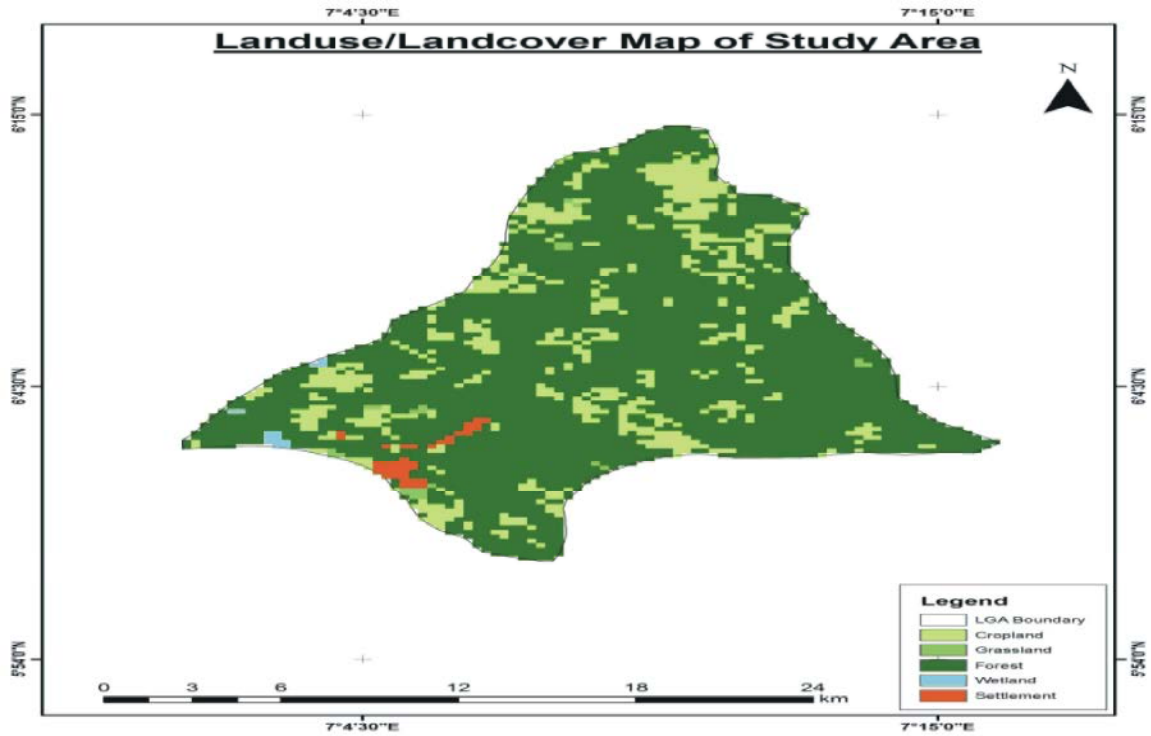 7°4'30"E 7°15'0"E
Landuse/Landcover Map of Study Area
N
6°15'0"N 6°15'0"N
6°4'30"N 6°4'30"N
Legend
LGA Boundary
Cropland
Grassland
Forest
Wetland
Settlement
5°54'0"N 5°54'0"N
0 3 6 12 18 24
km
7°4'30"E 7°15'0"E